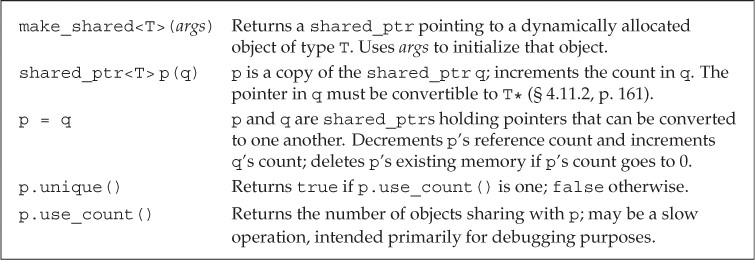 make_shared<T>(args) Returns a shared_ptr pointing to a dynamically allocated
object of type T. Uses args to initialize that object.
shared_ptr<T> p(q) p is a copy of the shared_ptr q; increments the count in q. The
pointer in q must be convertible to T* (§ 4.11.2, p. 161).
p = q p and q are shared_ptrs holding pointers that can be converted
to one another. Decrements p’s reference count and increments
q’s count; deletes p’s existing memory if p’s count goes to 0.
p.unique() Returns true if p.use_count() is one; false otherwise.
p.use_count() Returns the number of objects sharing with p; may be a slow
operation, intended primarily for debugging purposes.